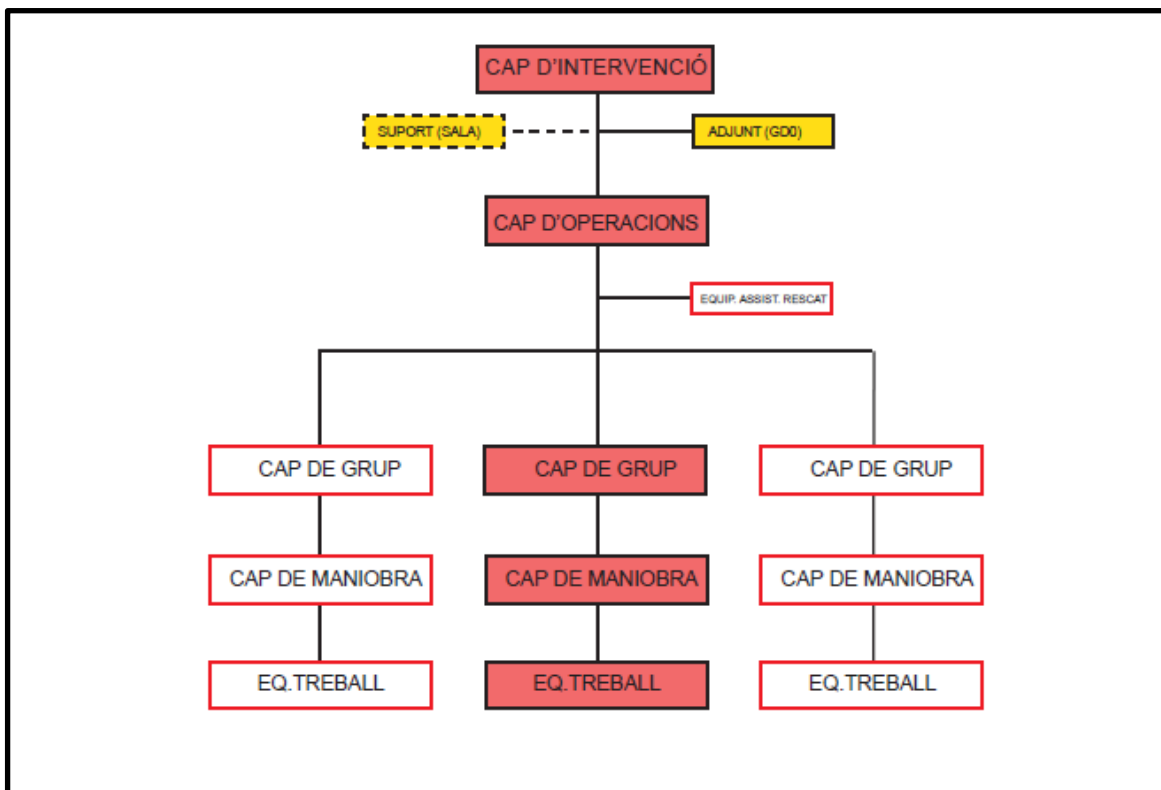 CAP D'INTERVENCIÓ
SUPORT (SALA)
ADJUNT (GD0)
CAP D'OPERACIONS
EQUIP. ASSIST. RESCAT
CAP DE GRUP
CAP DE GRUP
CAP DE GRUP
CAP DE MANIOBRA
CAP DE MANIOBRA
CAP DE MANIOBRA
EQ.TREBALL
EQ.TREBALL
EQ.TREBALL